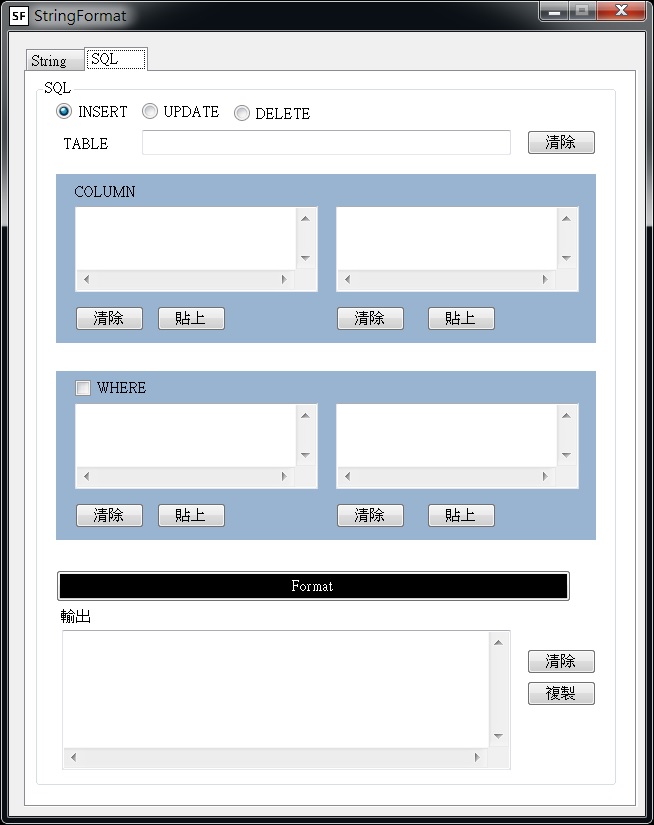 SF StringFormat
String SQL
SQL
INSERT UPDATE DELETE
TABLE 清除
COLUMN
清除 貼上 清除 貼上
WHERE
清除 貼上 清除 貼上
Format
輸出
清除
複製